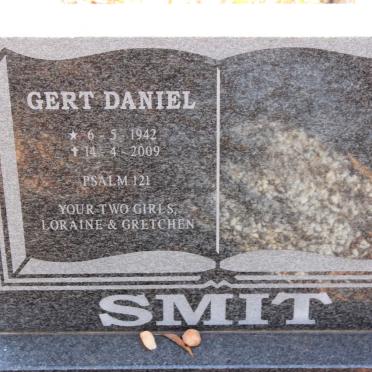 GERT DANIEL
★ 6 - 5 - 1942
✝ 14 - 4 - 2009
PSALM 121
YOUR TWO GIRLS,
LORAINE & GRETCHEN
SMIT